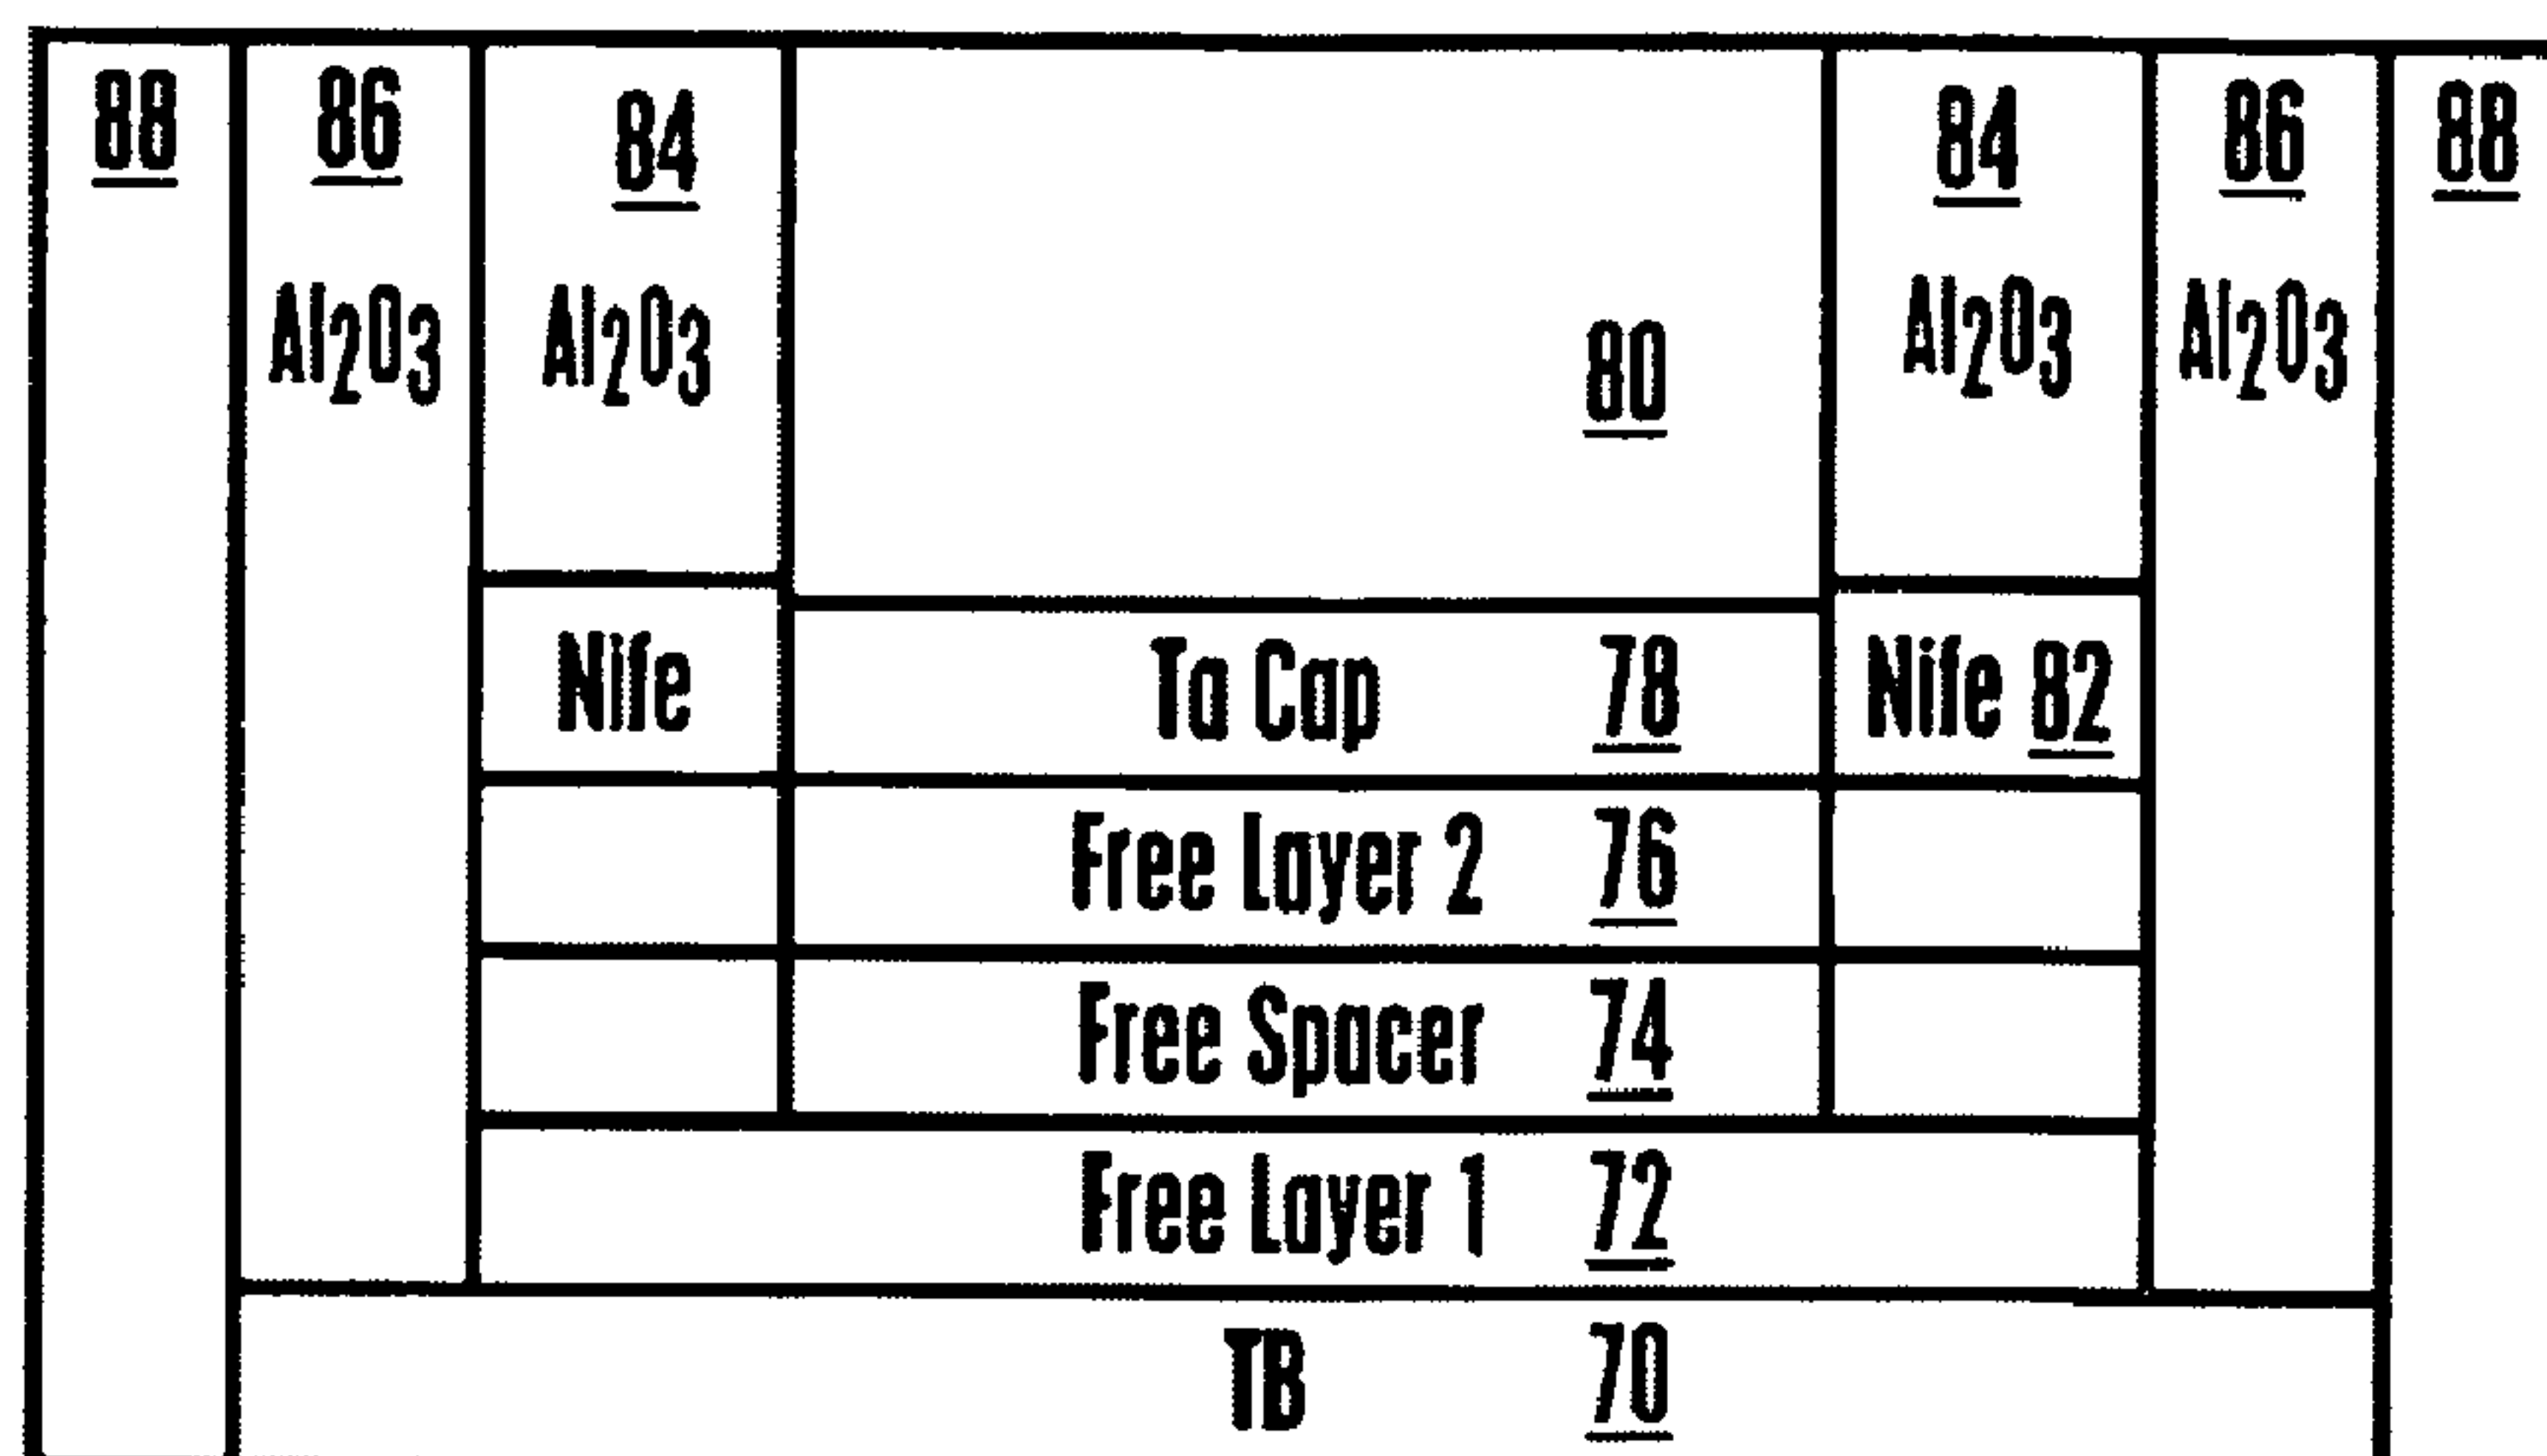 88 86 84 84 86 88
Al2O3 Al2O3 Al2O3 Al2O3
80
Nife Ta Cap 78 Nife 82
Free Layer 2 76
Free Spacer 74
Free Layer 1 72
TB 70